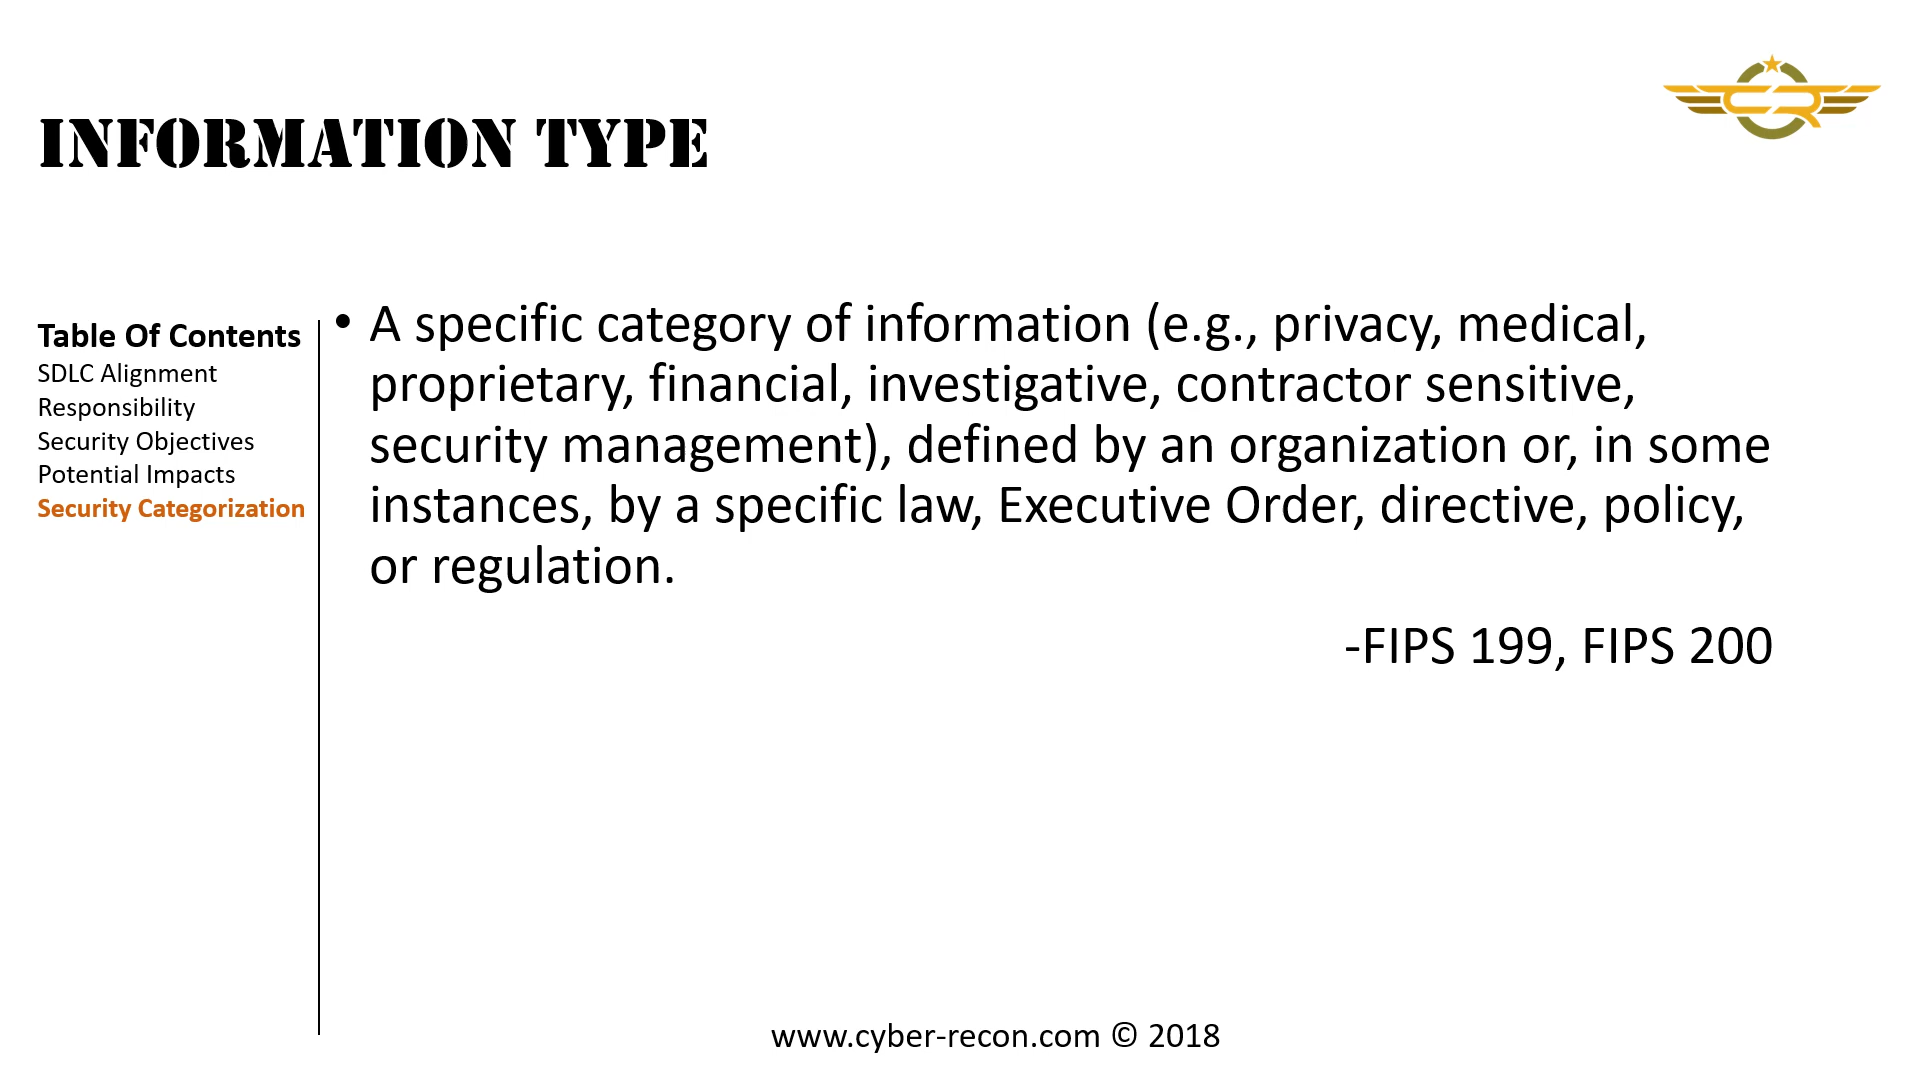 INFORMATION TYPE
CR
Table Of Contents
SDLC Alignment
Responsibility
Security Objectives
Potential Impacts
Security Categorization
• A specific category of information (e.g., privacy, medical,
proprietary, financial, investigative, contractor sensitive,
security management), defined by an organization or, in some
instances, by a specific law, Executive Order, directive, policy,
or regulation.
-FIPS 199, FIPS 200
www.cyber-recon.com © 2018